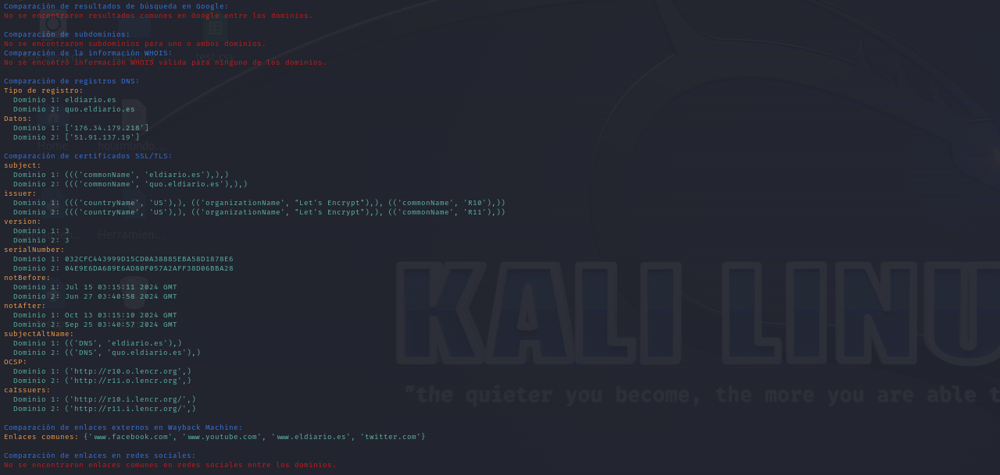 Comparación de resultados de búsqueda en Google:
No se encontraron resultados comunes en Google entre los dominios.
Comparación de subdominios:
No se encontraron subdominios para uno o ambos dominios.
Comparación de la información WHOIS:
No se encontró información WHOIS válida para ninguno de los dominios.
Comparación de registros DNS:
Tipo de registro:
Dominio 1: eldiario.es
Dominio 2: quo.eldiario.es
Datos:
Dominio 1: ['176.34.179.218']
Dominio 2: ['51.91.137.19']
Home
holamundo...
Comparación de certificados SSL/TLS:
subject:
Dominio 1: ((('commonName', 'eldiario.es'),),)
Dominio 2: ((('commonName', 'quo.eldiario.es'),),)
issuer:
Dominio 1: ((('countryName', 'US'),), (('organizationName', "Let's Encrypt"),), (('commonName', 'R10'),))
Dominio 2: ((('countryName', 'US'),), (('organizationName', "Let's Encrypt"),), (('commonName', 'R11'),))
version:
Dominio 1: 3
Dominio 2: 3
Herramien...
serialNumber:
Dominio 1: 032CFC443999D15CD0A38885EBA58D1878E6
Dominio 2: 04E9E6DA689E6AD80F057A2AFF38D06BBA28
notBefore:
Dominio 1: Jul 15 03:15:11 2024 GMT
Dominio 2: Jun 27 03:40:58 2024 GMT
notAfter:
Dominio 1: Oct 13 03:15:10 2024 GMT
Dominio 2: Sep 25 03:40:57 2024 GMT
subjectAltName:
Dominio 1: (('DNS', 'eldiario.es'),)
Dominio 2: (('DNS', 'quo.eldiario.es'),)
OCSP:
Dominio 1: ('http://r10.o.lencr.org',)
Dominio 2: ('http://r11.o.lencr.org',)
caIssuers:
Dominio 1: ('http://r10.i.lencr.org/',)
Dominio 2: ('http://r11.i.lencr.org/',)
KALI LINU
"the quieter you become, the more you are able t
Comparación de enlaces externos en Wayback Machine:
Enlaces comunes: {'www.facebook.com', 'www.youtube.com', 'www.eldiario.es', 'twitter.com'}
Comparación de enlaces en redes sociales:
No se encontraron enlaces comunes en redes sociales entre los dominios.